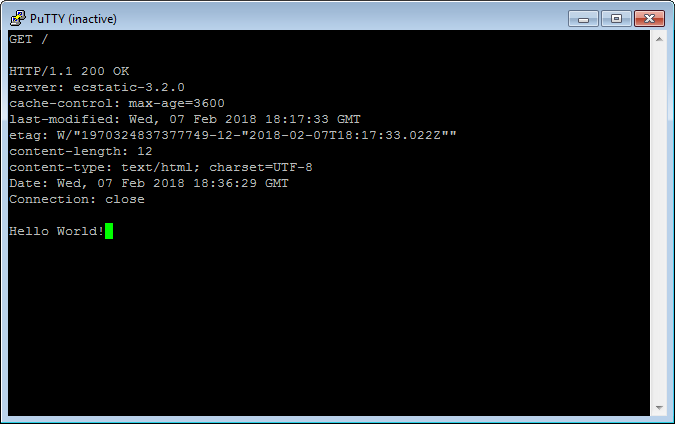 PuTTY (inactive)
GET /
HTTP/1.1 200 OK
server: ecstatic-3.2.0
cache-control: max-age=3600
last-modified: Wed, 07 Feb 2018 18:17:33 GMT
etag: W/"1970324837377749-12-"2018-02-07T18:17:33.022Z""
content-length: 12
content-type: text/html; charset=UTF-8
Date: Wed, 07 Feb 2018 18:36:29 GMT
Connection: close
Hello World!